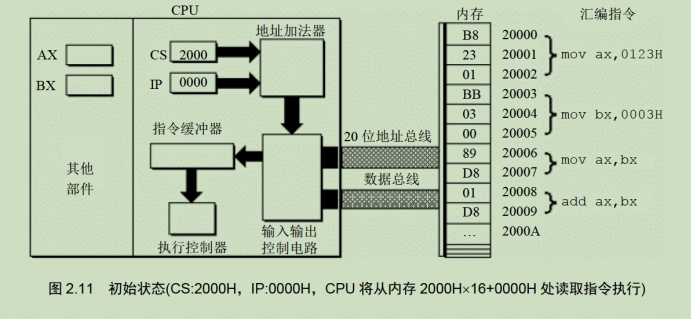 CPU
内存
汇编指令
地址加法器
AX
BX
CS 2000
IP 0000
B8 20000
23 20001 mov ax,0123H
01 20002
BB 20003
03 20004 mov bx,0003H
00 20005
89 20006 mov ax,bx
D8 20007
01 20008 add ax,bx
D8 20009
… 2000A
指令缓冲器
20 位地址总线
数据总线
其他
部件
执行控制器
输入输出
控制电路
图 2.11 初始状态(CS:2000H，IP:0000H，CPU 将从内存 2000H×16+0000H 处读取指令执行)